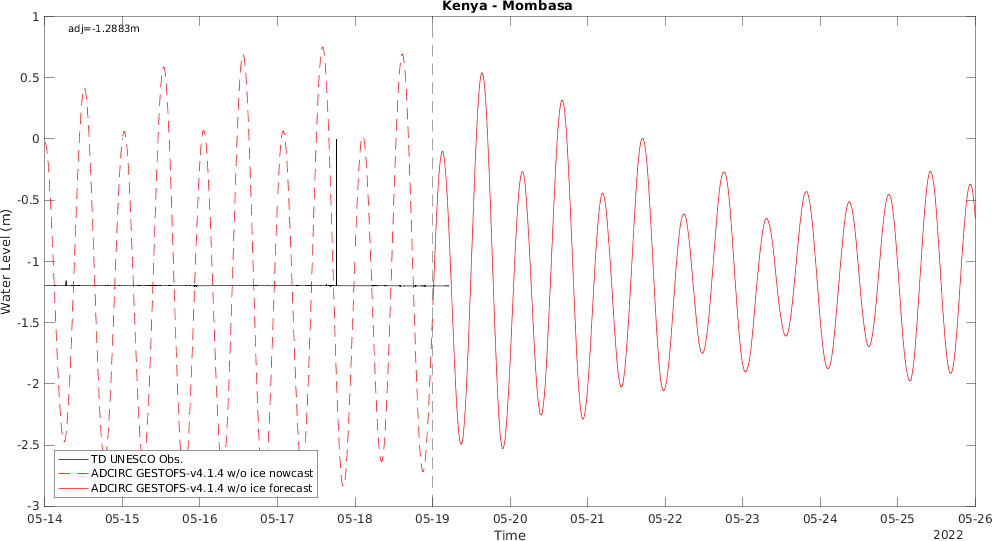 Kenya - Mombasa
adj=-1.2883m
1
0.5
0
-0.5
-1
-1.5
-2
-2.5
-3
Water Level (m)
TD UNESCO Obs.
ADCIRC GESTOFS-v4.1.4 w/o ice nowcast
ADCIRC GESTOFS-v4.1.4 w/o ice forecast
05-14 05-15 05-16 05-17 05-18 05-19 05-20 05-21 05-22 05-23 05-24 05-25 05-26
Time
2022